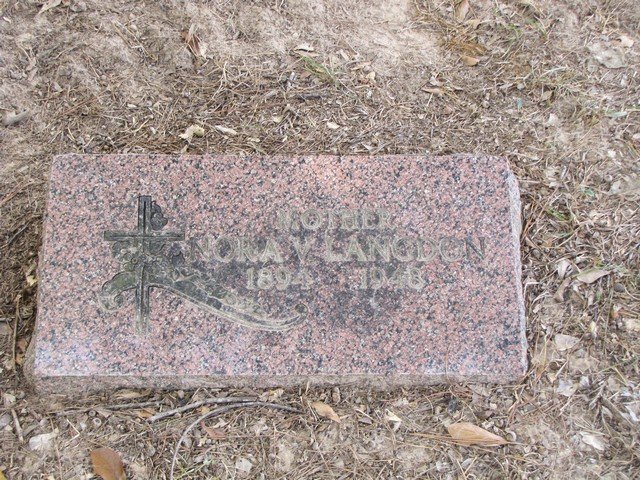 MOTHER
NORA V. LANGDON
1894 1948